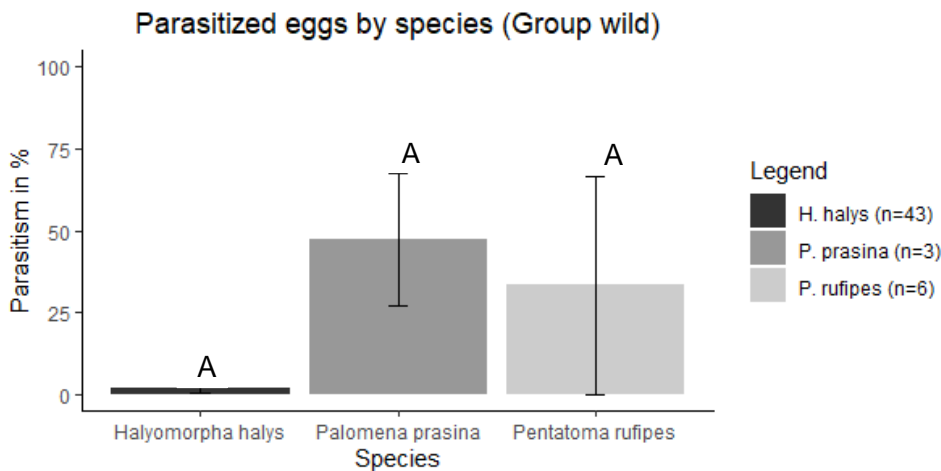 Parasitized eggs by species (Group wild)
100
75
50
25
0
Parasitism in %
A
A
A
Halyomorpha halys
Palomena prasina
Pentatoma rufipes
Species
Legend
H. halys (n=43)
P. prasina (n=3)
P. rufipes (n=6)